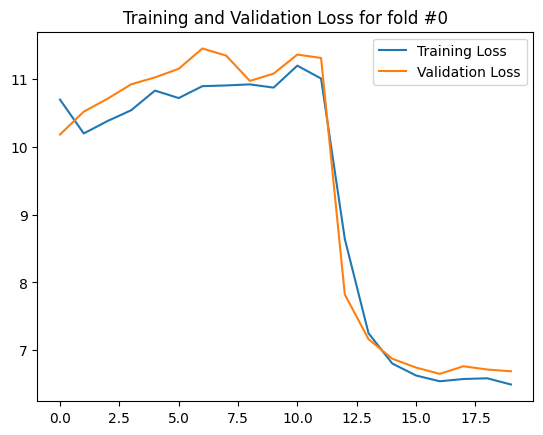 Training and Validation Loss for fold #0
Training Loss
Validation Loss
11
10
9
8
7
0.0 2.5 5.0 7.5 10.0 12.5 15.0 17.5